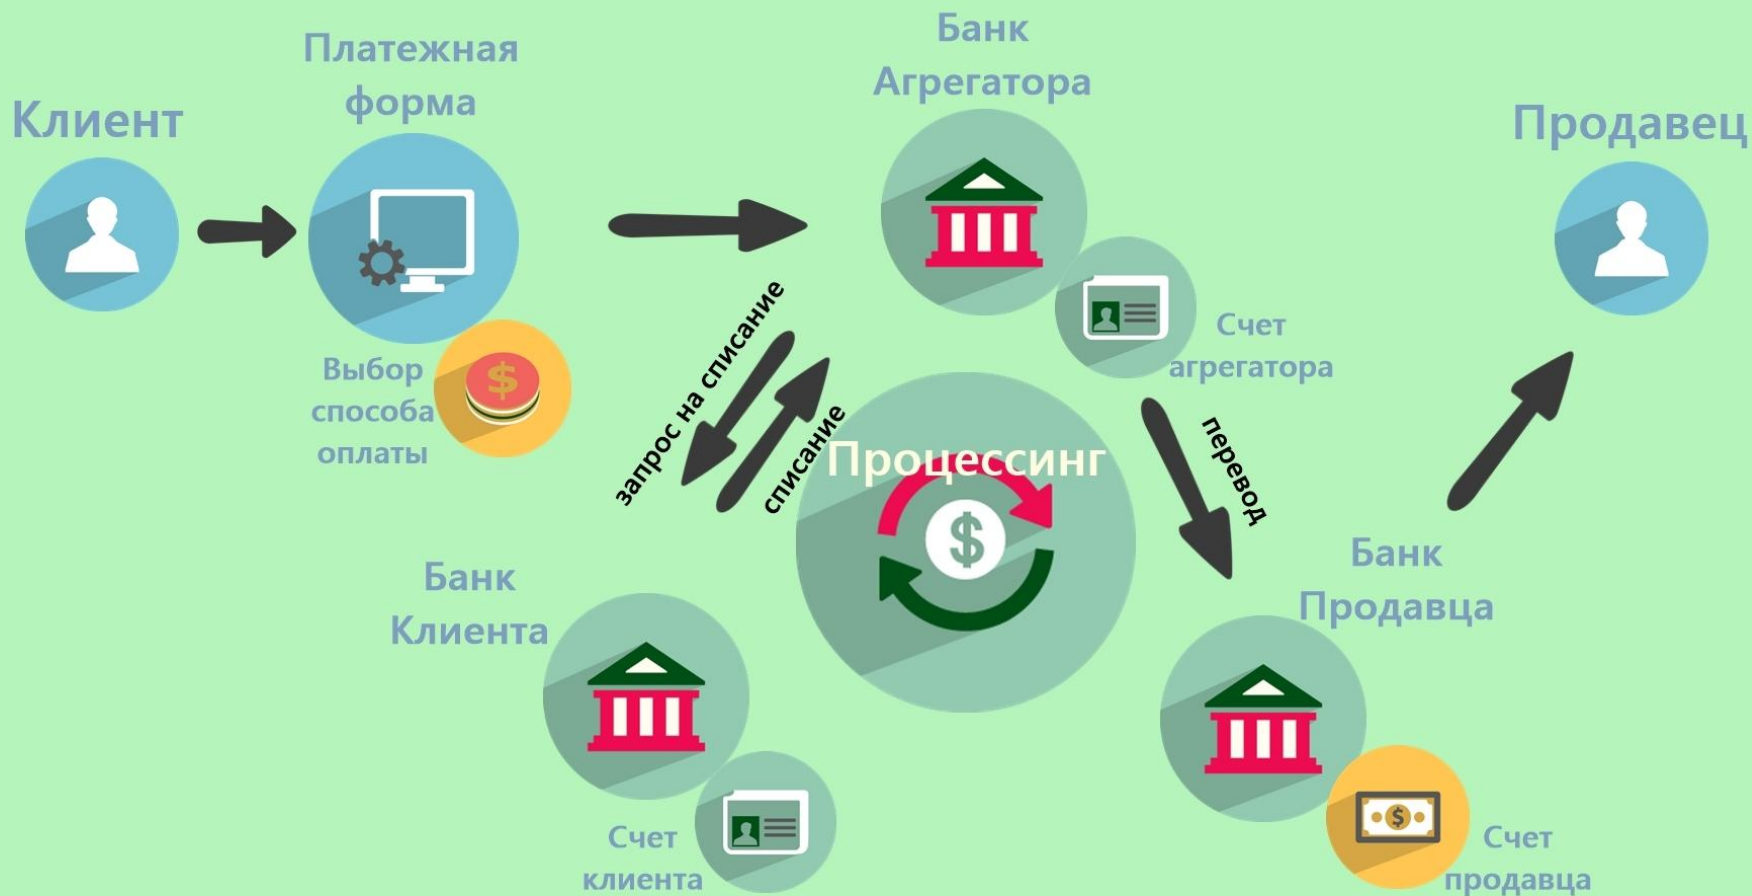 Клиент
Платежная
форма
Выбор
способа
оплаты
Банк
Агрегатора
Счет
агрегатора
запрос на списание
списание
Процессинг
перевод
Банк
Клиента
Счет
клиента
Банк
Продавца
Счет
продавца
Продавец